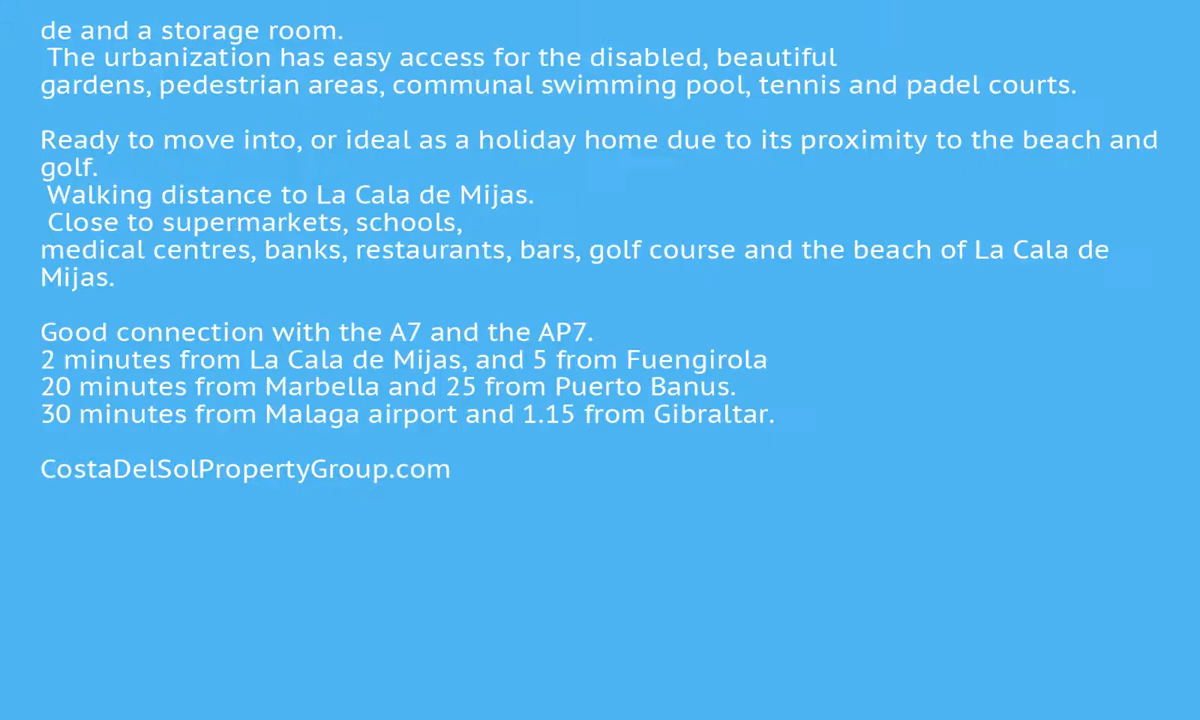 de and a storage room.
The urbanization has easy access for the disabled, beautiful
gardens, pedestrian areas, communal swimming pool, tennis and padel courts.
Ready to move into, or ideal as a holiday home due to its proximity to the beach and
golf.
Walking distance to La Cala de Mijas.
Close to supermarkets, schools,
medical centres, banks, restaurants, bars, golf course and the beach of La Cala de
Mijas.
Good connection with the A7 and the AP7.
2 minutes from La Cala de Mijas, and 5 from Fuengirola
20 minutes from Marbella and 25 from Puerto Banus.
30 minutes from Malaga airport and 1.15 from Gibraltar.
CostaDelSolPropertyGroup.com